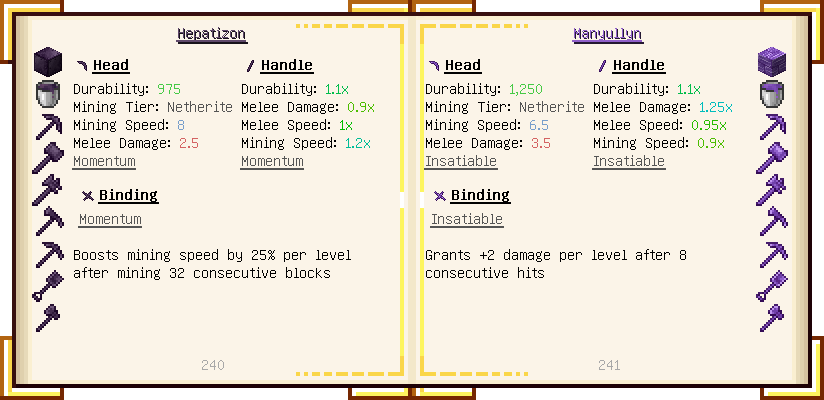 Hepatizon
Head
Durability: 975
Mining Tier: Netherite
Mining Speed: 8
Melee Damage: 2.5
Momentum
Handle
Durability: 1.1x
Melee Damage: 0.9x
Melee Speed: 1x
Mining Speed: 1.2x
Momentum
Binding
Momentum
Boosts mining speed by 25% per level
after mining 32 consecutive blocks
240
Manyullyn
Head
Durability: 1,250
Mining Tier: Netherite
Mining Speed: 6.5
Melee Damage: 3.5
Insatiable
Handle
Durability: 1.1x
Melee Damage: 1.25x
Melee Speed: 0.95x
Mining Speed: 0.9x
Insatiable
Binding
Insatiable
Grants +2 damage per level after 8
consecutive hits
241